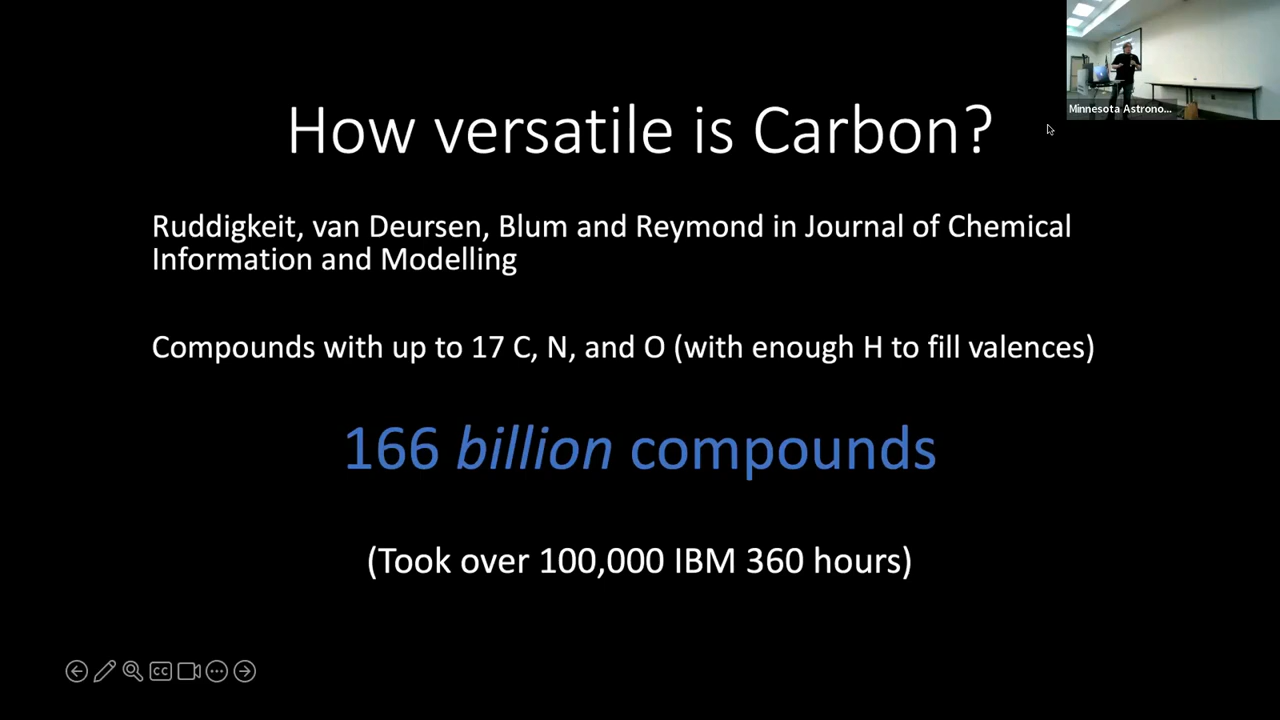 How versatile is Carbon?
Ruddigkeit, van Deursen, Blum and Reymond in Journal of Chemical
Information and Modelling
Compounds with up to 17 C, N, and O (with enough H to fill valences)
166 billion compounds
(Took over 100,000 IBM 360 hours)
Minnesota Astrono...
CC